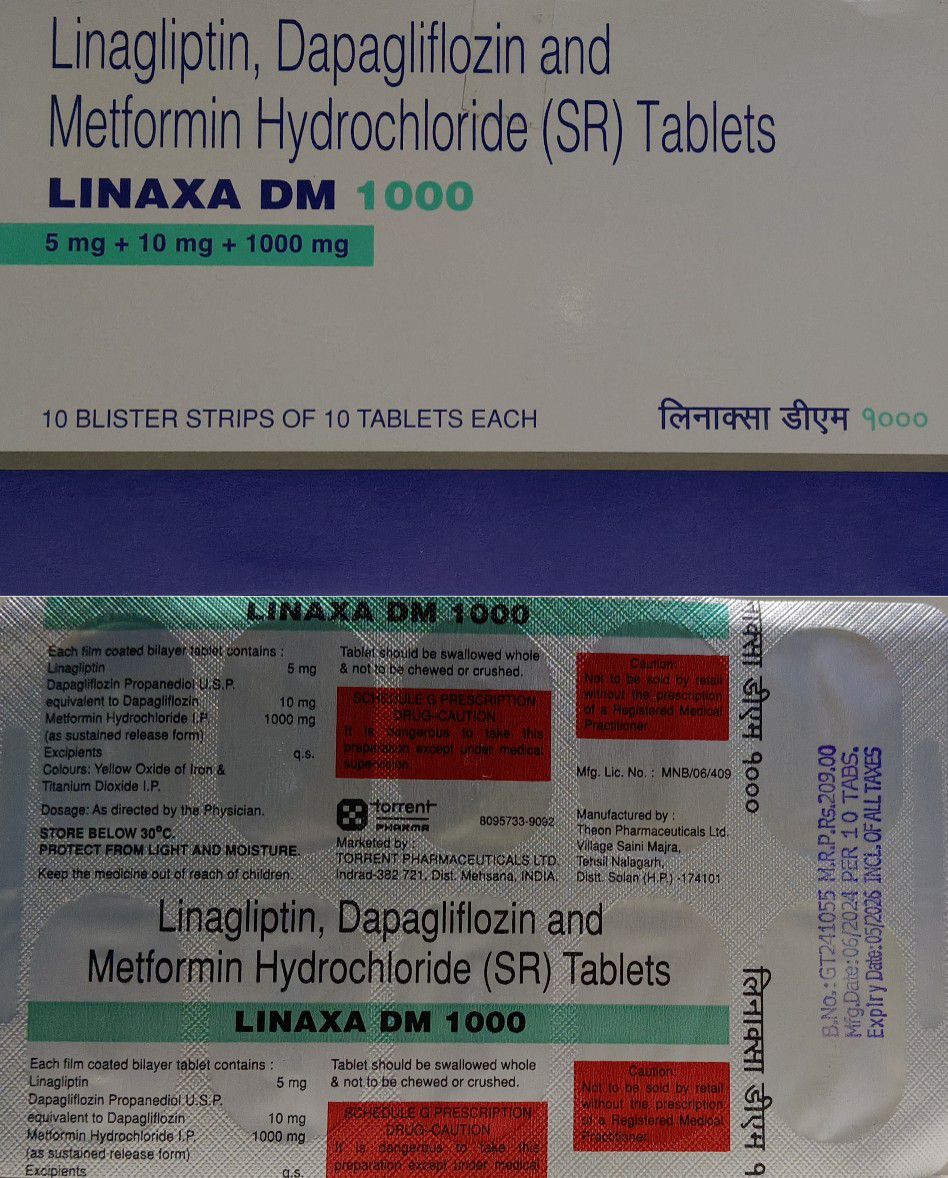 Linagliptin, Dapagliflozin and
Metformin Hydrochloride (SR) Tablets
LINAXA DM 1000
5 mg + 10 mg + 1000 mg
10 BLISTER STRIPS OF 10 TABLETS EACH
लिनाक्सा डीएम १०००
LINAXA DM 1000
Each film coated bilayer tablet contains :
Linagliptin 5 mg
Dapagliflozin Propanediol U.S.P.
equivalent to Dapagliflozin 10 mg
Metformin Hydrochloride I.P. 1000 mg
(as sustained release form)
Excipients q.s.
Colours: Yellow Oxide of Iron &
Titanium Dioxide I.P.
Dosage: As directed by the Physician.
STORE BELOW 30°C.
PROTECT FROM LIGHT AND MOISTURE.
Keep the medicine out of reach of children.
Tablet should be swallowed whole
& not to be chewed or crushed.
SCHEDULE G PRESCRIPTION
DRUG-CAUTION
It is dangerous to take this
preparation except under medical
supervision.
torrent
PHARMA
8095733-9092
Marketed by :
TORRENT PHARMACEUTICALS LTD.
Indrad-382 721, Dist. Mehsana, INDIA.
Caution:
Not to be sold by retail
without the prescription
of a Registered Medical
Practitioner.
Mfg. Lic. No. : MNB/06/409
Manufactured by :
Theon Pharmaceuticals Ltd.
Village Saini Majra,
Tehsil Nalagarh,
Distt. Solan (H.P.) -174101
डीएम १०००
B.No.:GT241055 M.R.P.Rs.209.00
Mfg.Date:06/2024 PER 10 TABS.
Expiry Date:05/2026 INCL.OF ALL TAXES
Linagliptin, Dapagliflozin and
Metformin Hydrochloride (SR) Tablets
LINAXA DM 1000
Each film coated bilayer tablet contains :
Linagliptin 5 mg
Dapagliflozin Propanediol U.S.P.
equivalent to Dapagliflozin 10 mg
Metformin Hydrochloride I.P. 1000 mg
(as sustained release form)
Excipients q.s.
Tablet should be swallowed whole
& not to be chewed or crushed.
SCHEDULE G PRESCRIPTION
DRUG-CAUTION
It is dangerous to take this
preparation except under medical
Caution:
Not to be sold by retail
without the prescription
of a Registered Medical
Practitioner.
लिनाक्सा डीएम १